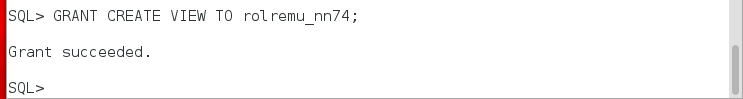 SQL> GRANT CREATE VIEW TO rolremu_nn74;
Grant succeeded.
SQL>